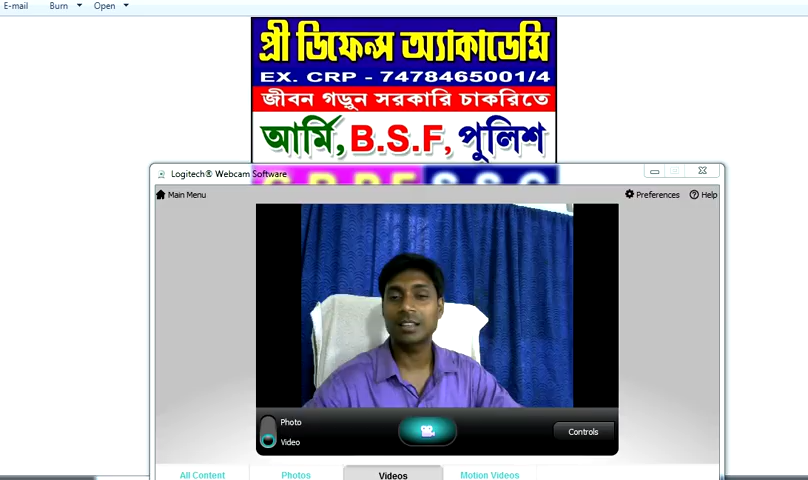 E-mail Burn Open
প্রী ডিফেন্স অ্যাকাডেমি
EX. CRP - 7478465001/4
জীবন গড়ুন সরকারি চাকরিতে
আর্মি, B.S.F, পুলিশ
Logitech® Webcam Software
Main Menu Preferences Help
Photo
Video
Controls
All Content Photos Videos Motion Videos